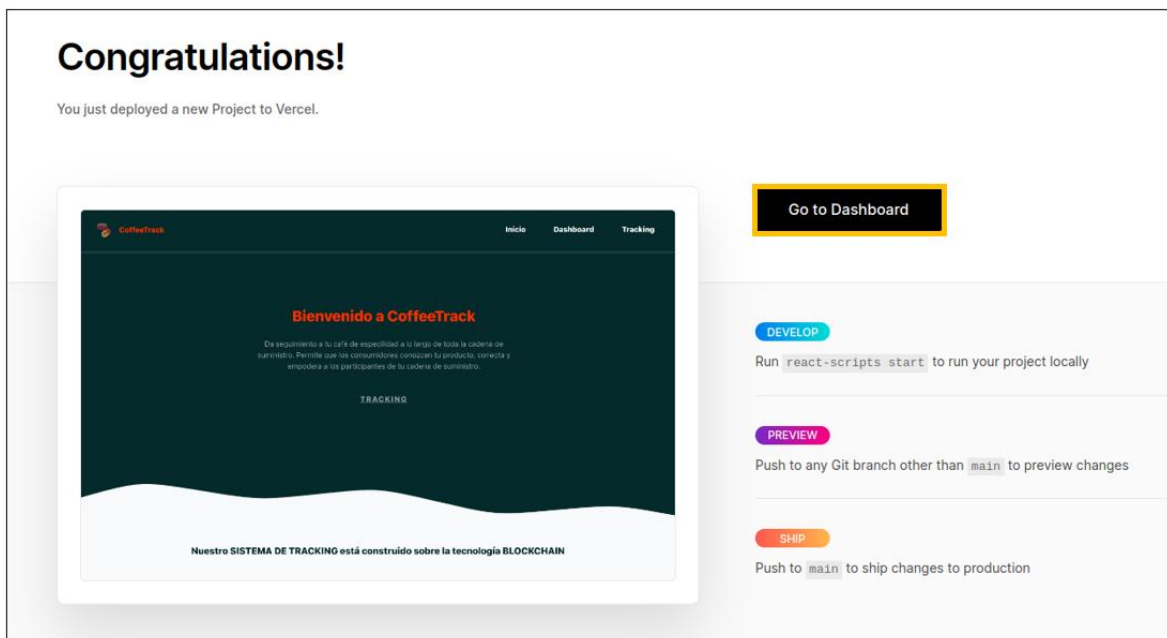 Congratulations!
You just deployed a new Project to Vercel.
Go to Dashboard
CoffeeTrack
Inicio Dashboard Tracking
Bienvenido a CoffeeTrack
Da seguimiento a tu café de especilidad a lo largo de toda la cadena de
suministro. Permite que los consumidores conozcan tu producto, conecta y
empodera a los participantes de tu cadena de suministro.
TRACKING
Nuestro SISTEMA DE TRACKING está construido sobre la tecnología BLOCKCHAIN
DEVELOP
Run react-scripts start to run your project locally
PREVIEW
Push to any Git branch other than main to preview changes
SHIP
Push to main to ship changes to production